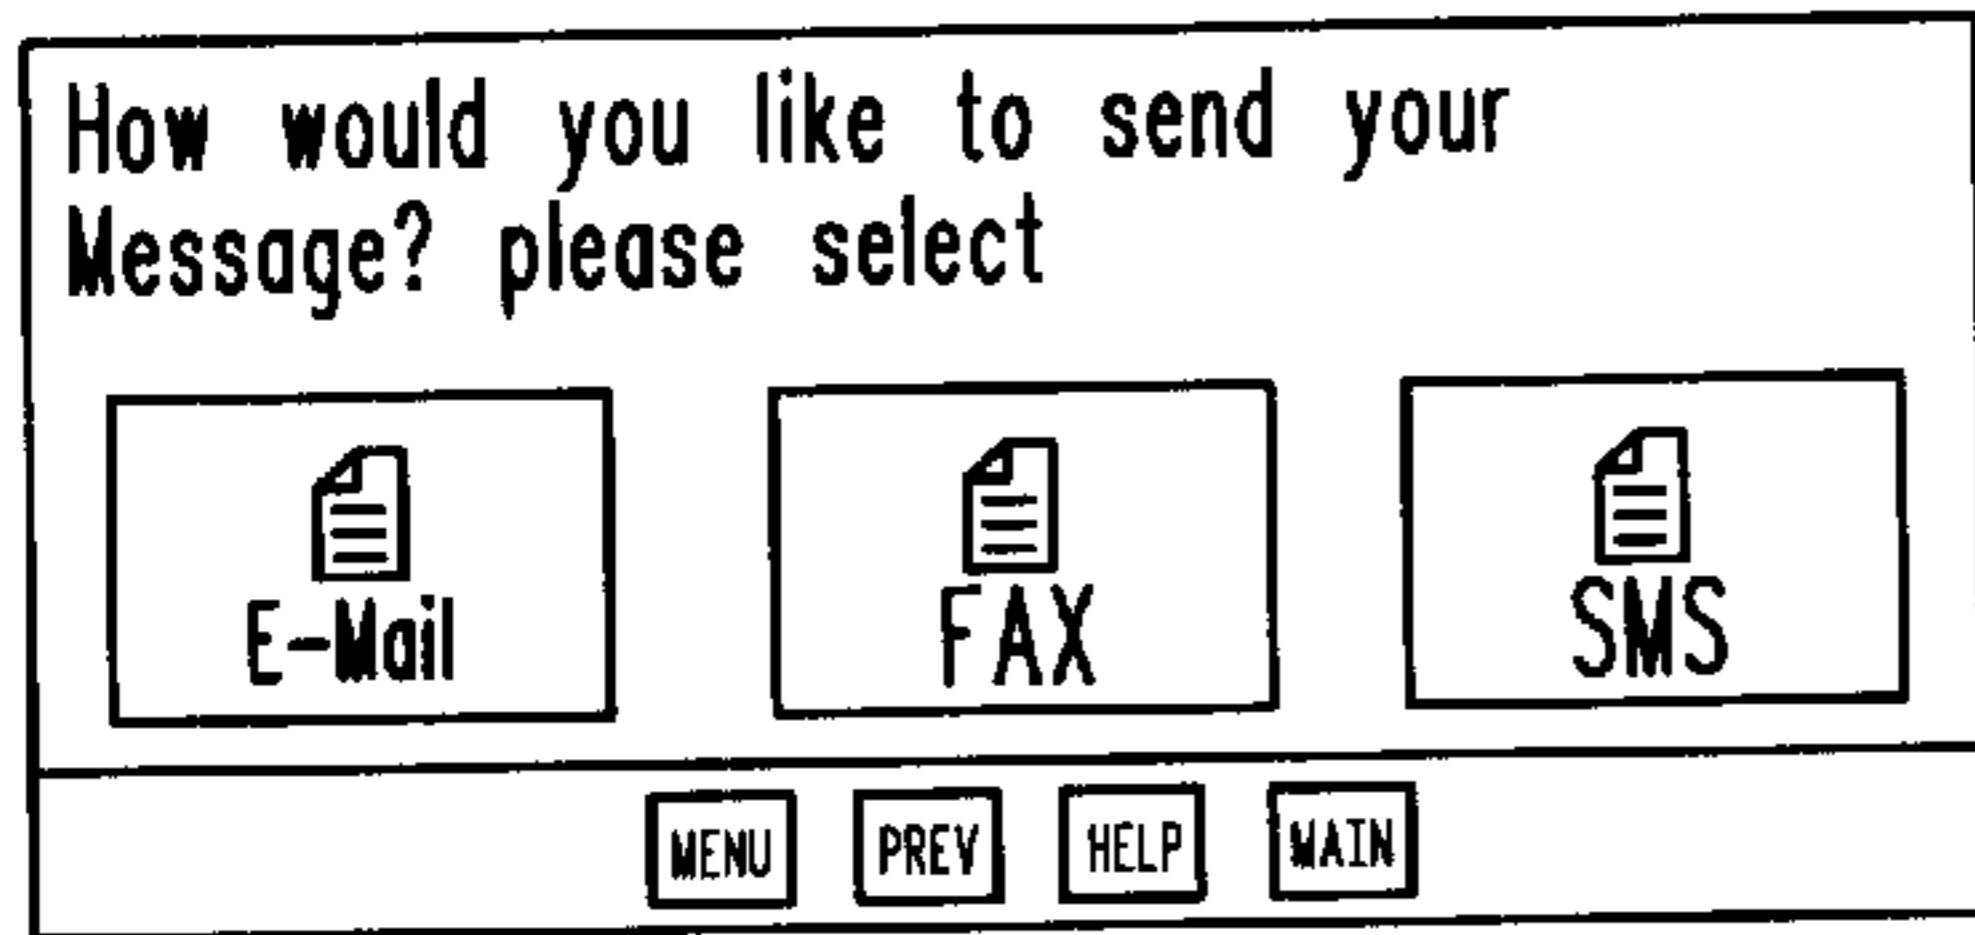 How would you like to send your
Message? please select
E-Mail
FAX
SMS
MENU
PREV
HELP
MAIN